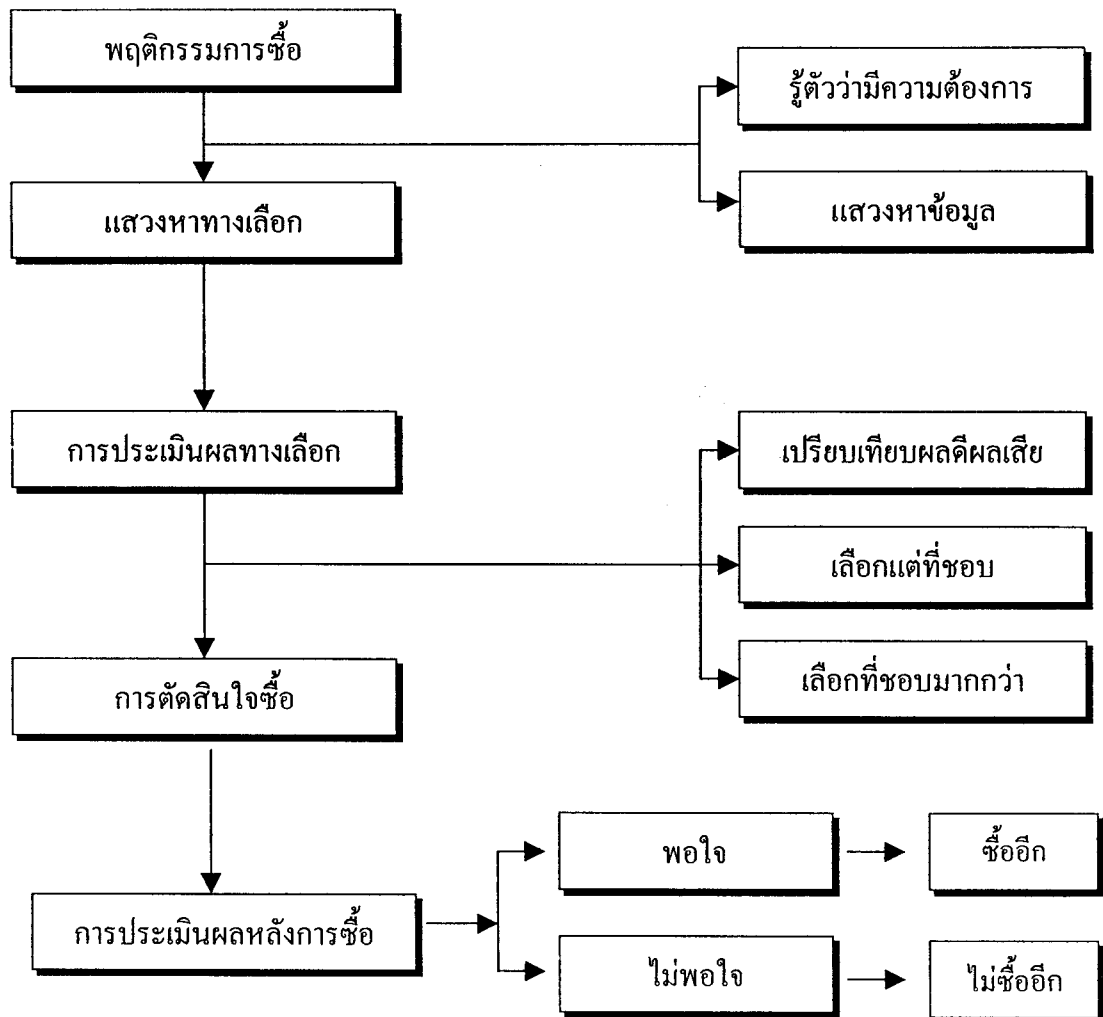 พฤติกรรมการซื้อ
รู้ตัวว่ามีความต้องการ
แสวงหาทางเลือก
แสวงหาข้อมูล
การประเมินผลทางเลือก
เปรียบเทียบผลดีผลเสีย
เลือกแต่ที่ชอบ
เลือกที่ชอบมากกว่า
การตัดสินใจซื้อ
พอใจ
ซื้ออีก
การประเมินผลหลังการซื้อ
ไม่พอใจ
ไม่ซื้ออีก